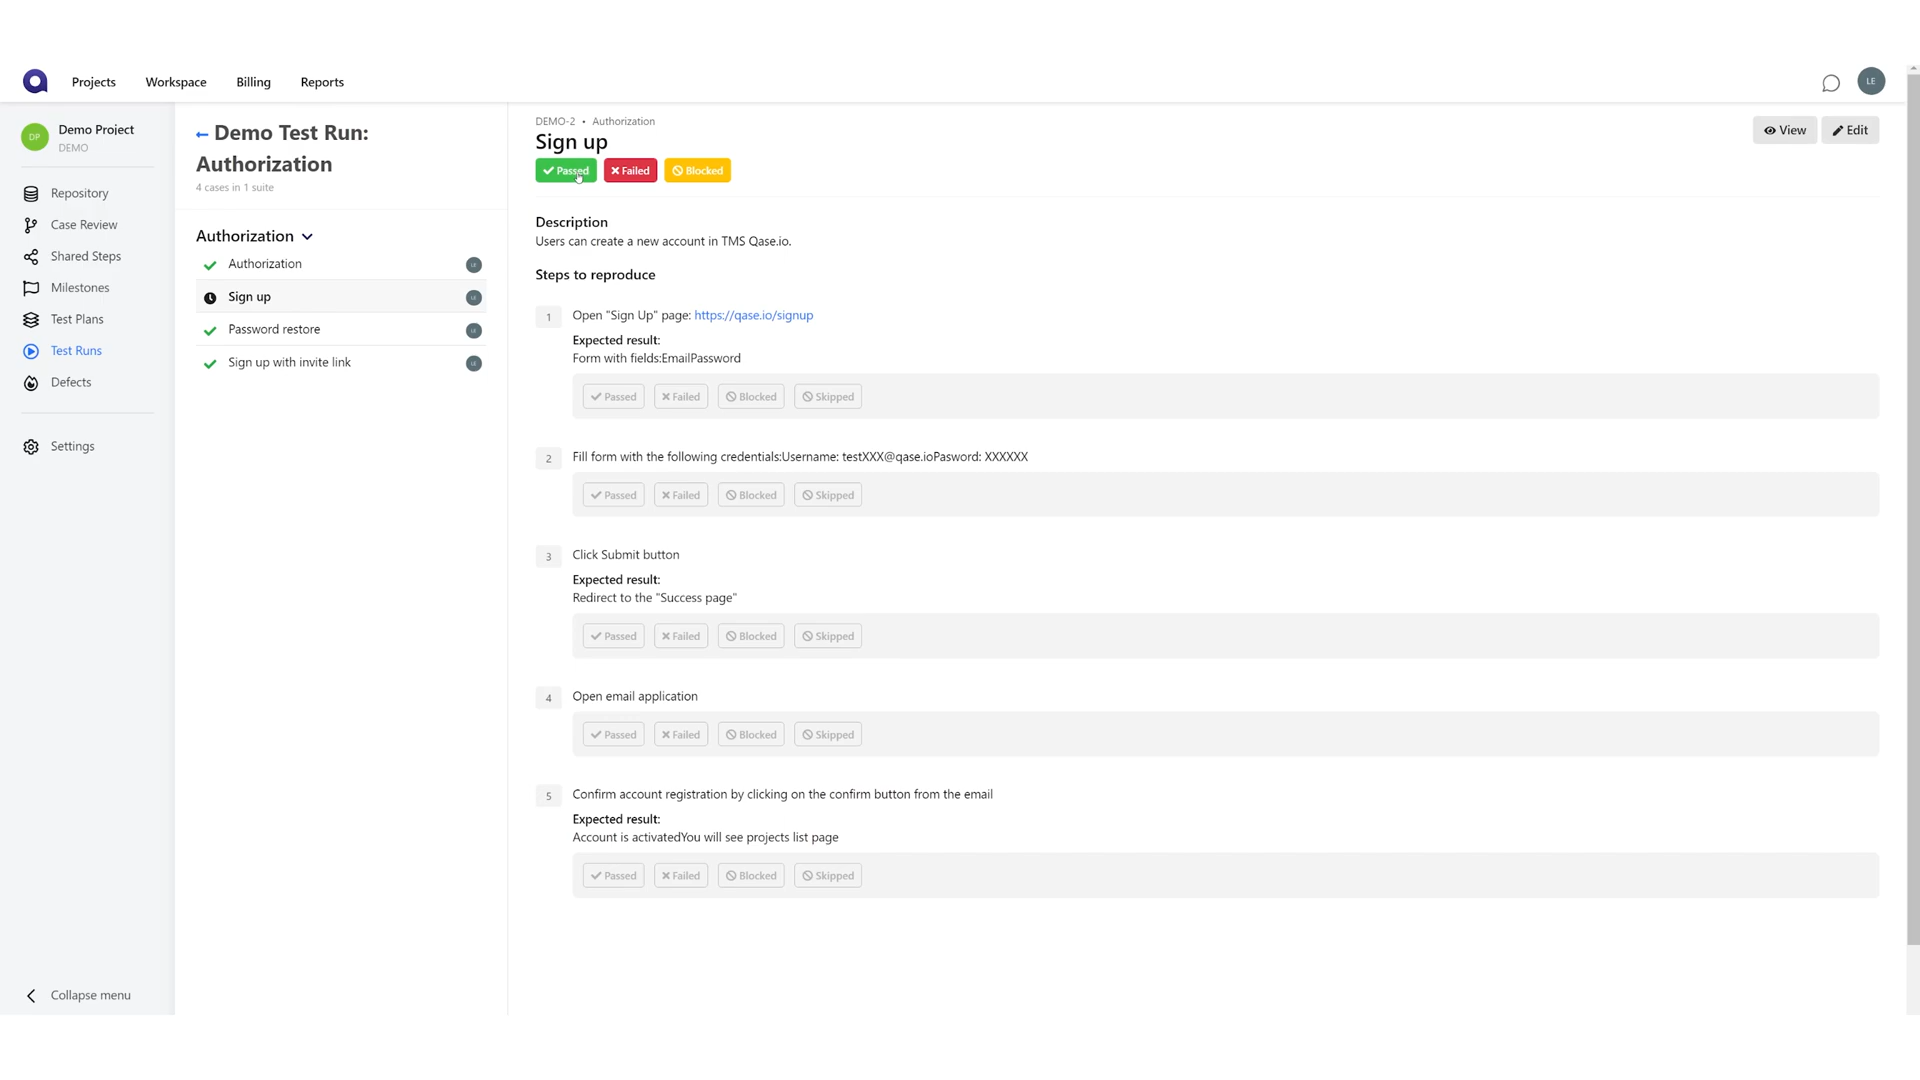 Projects
Workspace
Billing
Reports
LE
DP
Demo Project
DEMO
Repository
Case Review
Shared Steps
Milestones
Test Plans
Test Runs
Defects
Settings
Collapse menu
Demo Test Run:
Authorization
4 cases in 1 suite
Authorization
Authorization
Sign up
Password restore
Sign up with invite link
DEMO-2 • Authorization
Sign up
Passed Failed Blocked
View Edit
Description
Users can create a new account in TMS Qase.io.
Steps to reproduce
1 Open "Sign Up" page: https://qase.io/signup
Expected result:
Form with fields:EmailPassword
Passed Failed Blocked Skipped
2 Fill form with the following credentials:Username: testXXX@qase.ioPasword: XXXXXX
Passed Failed Blocked Skipped
3 Click Submit button
Expected result:
Redirect to the "Success page"
Passed Failed Blocked Skipped
4 Open email application
Passed Failed Blocked Skipped
5 Confirm account registration by clicking on the confirm button from the email
Expected result:
Account is activatedYou will see projects list page
Passed Failed Blocked Skipped